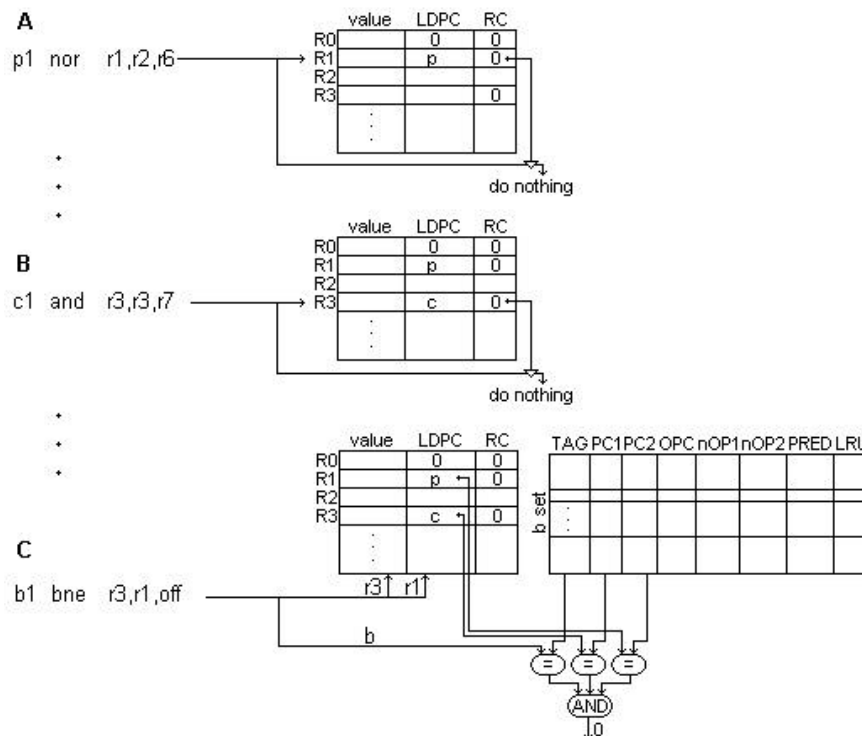 A
value LDPC RC
R0 0 0
p1 nor r1,r2,r6 R1 p 0
R2
R3 0
do nothing
value LDPC RC
R0 0 0
B R1 p 0
R2
c1 and r3,r3,r7 R3 c 0
do nothing
value LDPC RC TAG PC1 PC2 OPC nOP1 nOP2 PRED LRU
R0 0 0
R1 p 0
R2
R3 c 0
b set
C
b1 bne r3,r1,off r3 r1
b
= = =
AND
0